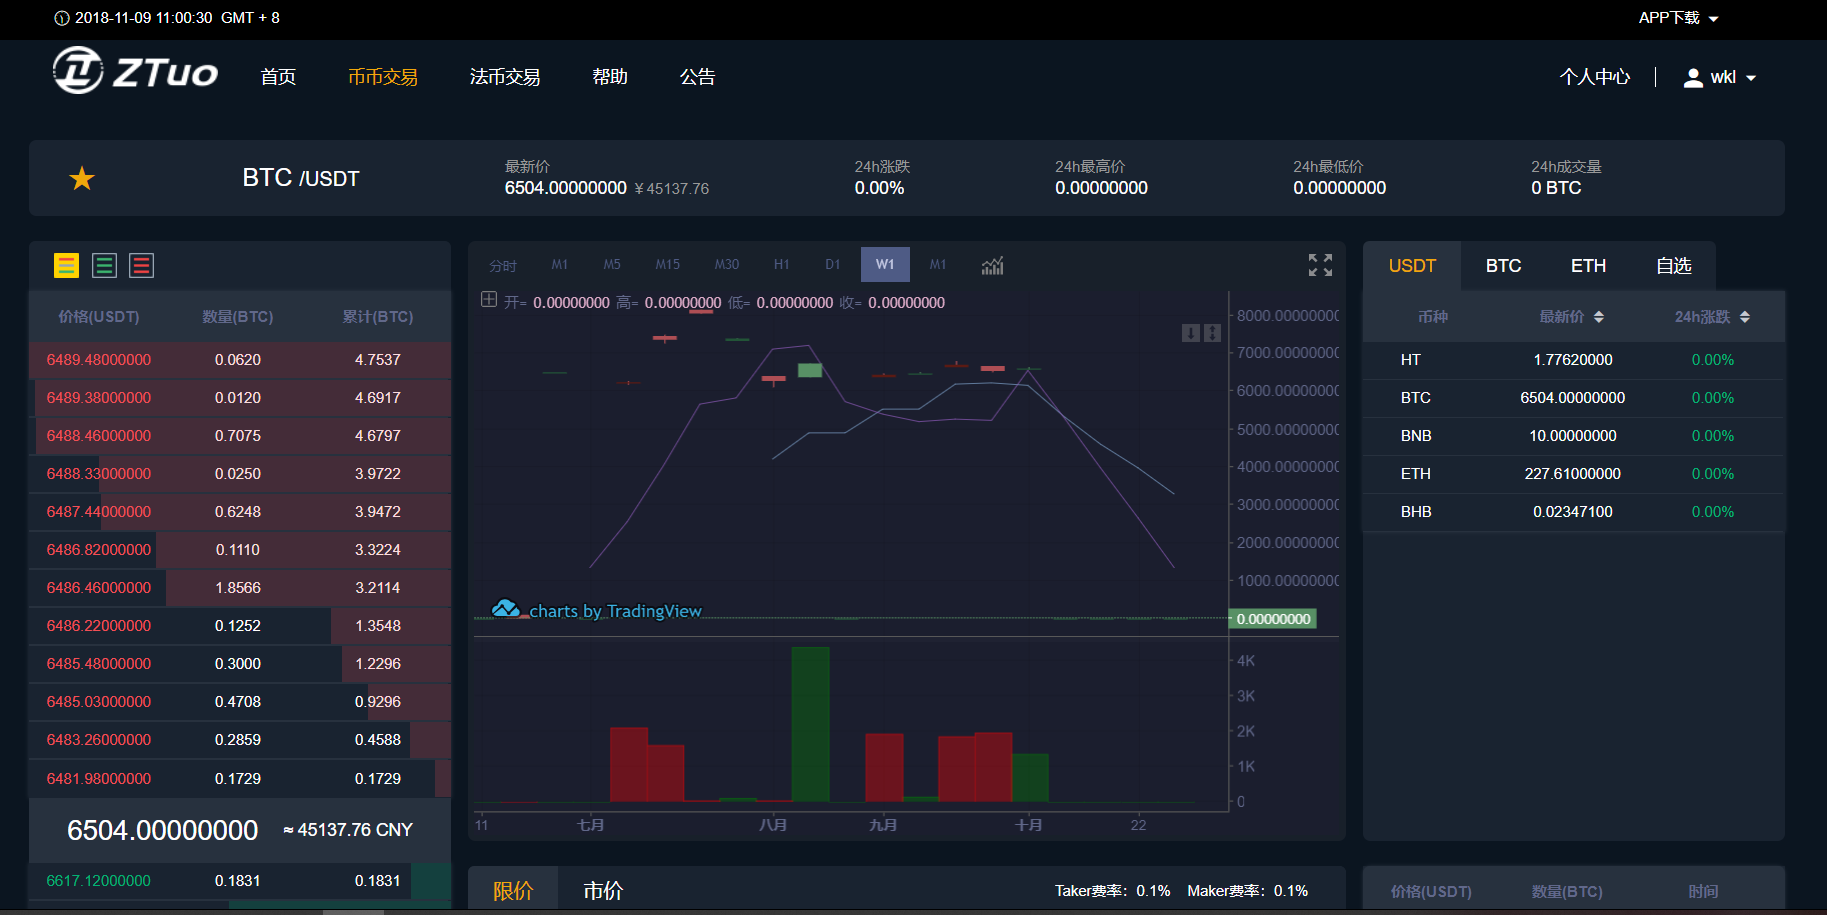 2018-11-09 11:00:30 GMT + 8
APP下载
ZTuo
首页 币币交易 法币交易 帮助 公告
个人中心 wkl
BTC /USDT
最新价
6504.00000000 ¥45137.76
24h涨跌
0.00%
24h最高价
0.00000000
24h最低价
0.00000000
24h成交量
0 BTC
价格(USDT) 数量(BTC) 累计(BTC)
6489.48000000 0.0620 4.7537
6489.38000000 0.0120 4.6917
6488.46000000 0.7075 4.6797
6488.33000000 0.0250 3.9722
6487.44000000 0.6248 3.9472
6486.82000000 0.1110 3.3224
6486.46000000 1.8566 3.2114
6486.22000000 0.1252 1.3548
6485.48000000 0.3000 1.2296
6485.03000000 0.4708 0.9296
6483.26000000 0.2859 0.4588
6481.98000000 0.1729 0.1729
6504.00000000 ≈45137.76 CNY
6617.12000000 0.1831 0.1831
分时 M1 M5 M15 M30 H1 D1 W1 M1
开= 0.00000000 高= 0.00000000 低= 0.00000000 收= 0.00000000
8000.0000000
7000.0000000
6000.0000000
5000.0000000
4000.0000000
3000.0000000
2000.0000000
1000.0000000
charts by TradingView
0.00000000
4K
3K
2K
1K
0
11 七月 八月 九月 十月 22
限价 市价
Taker费率：0.1% Maker费率：0.1%
USDT BTC ETH 自选
币种 最新价 24h涨跌
HT 1.77620000 0.00%
BTC 6504.00000000 0.00%
BNB 10.00000000 0.00%
ETH 227.61000000 0.00%
BHB 0.02347100 0.00%
价格(USDT) 数量(BTC) 时间